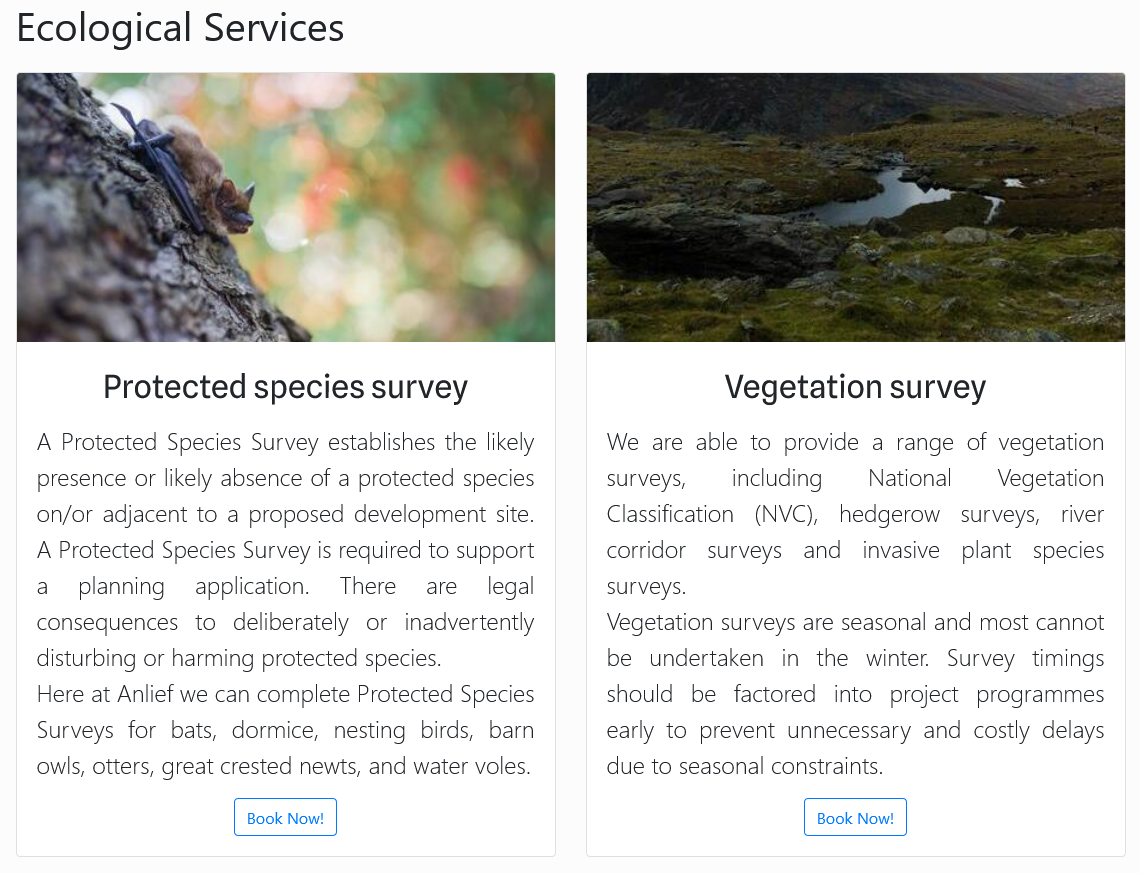 Ecological Services
Protected species survey
A Protected Species Survey establishes the likely
presence or likely absence of a protected species
on/or adjacent to a proposed development site.
A Protected Species Survey is required to support
a planning application. There are legal
consequences to deliberately or inadvertently
disturbing or harming protected species.
Here at Anlief we can complete Protected Species
Surveys for bats, dormice, nesting birds, barn
owls, otters, great crested newts, and water voles.
Book Now!
Vegetation survey
We are able to provide a range of vegetation
surveys, including National Vegetation
Classification (NVC), hedgerow surveys, river
corridor surveys and invasive plant species
surveys.
Vegetation surveys are seasonal and most cannot
be undertaken in the winter. Survey timings
should be factored into project programmes
early to prevent unnecessary and costly delays
due to seasonal constraints.
Book Now!